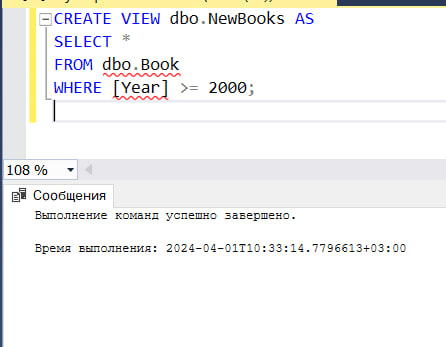 CREATE VIEW dbo.NewBooks AS
SELECT *
FROM dbo.Book
WHERE [Year] >= 2000;
108 %
Сообщения
Выполнение команд успешно завершено.
Время выполнения: 2024-04-01T10:33:14.7796613+03:00